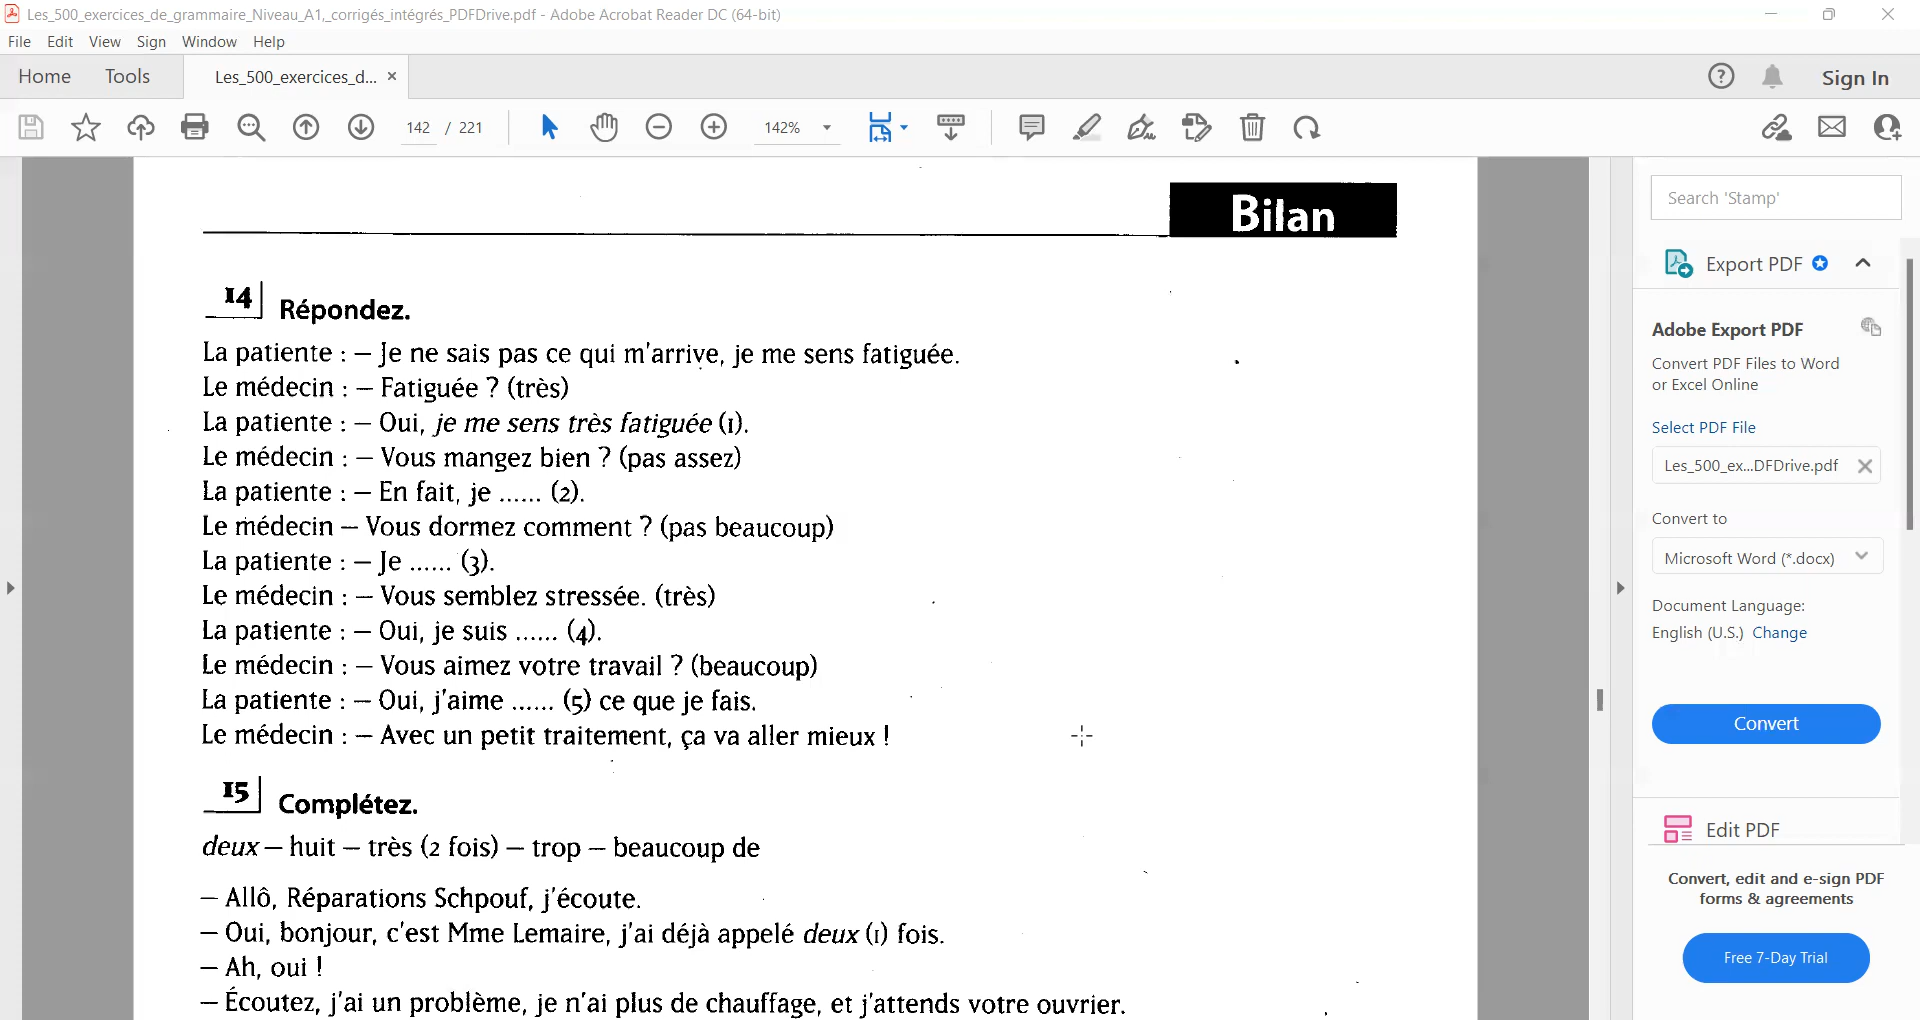 Les_500_exercices_de_grammaire_Niveau_A1,_corrigés_intégrés_PDFDrive.pdf - Adobe Acrobat Reader DC (64-bit)
File Edit View Sign Window Help
Home Tools Les_500_exercices_d... × Sign In
142 / 221 142%
Bilan
Search 'Stamp'
Export PDF
14 Répondez.
La patiente : – Je ne sais pas ce qui m'arrive, je me sens fatiguée.
Le médecin : – Fatiguée ? (très)
La patiente : – Oui, je me sens très fatiguée (1).
Le médecin : – Vous mangez bien ? (pas assez)
La patiente : – En fait, je ...... (2).
Le médecin – Vous dormez comment ? (pas beaucoup)
La patiente : – Je ...... (3).
Le médecin : – Vous semblez stressée. (très)
La patiente : – Oui, je suis ...... (4).
Le médecin : – Vous aimez votre travail ? (beaucoup)
La patiente : – Oui, j'aime ...... (5) ce que je fais.
Le médecin : – Avec un petit traitement, ça va aller mieux !
15 Complétez.
deux – huit – très (2 fois) – trop – beaucoup de
– Allô, Réparations Schpouf, j'écoute.
– Oui, bonjour, c'est Mme Lemaire, j'ai déjà appelé deux (1) fois.
– Ah, oui !
– Écoutez, j'ai un problème, je n'ai plus de chauffage, et j'attends votre ouvrier.
Adobe Export PDF
Convert PDF Files to Word
or Excel Online
Select PDF File
Les_500_ex...DFDrive.pdf
Convert to
Microsoft Word (*.docx)
Document Language:
English (U.S.) Change
Convert
Edit PDF
Convert, edit and e-sign PDF
forms & agreements
Free 7-Day Trial